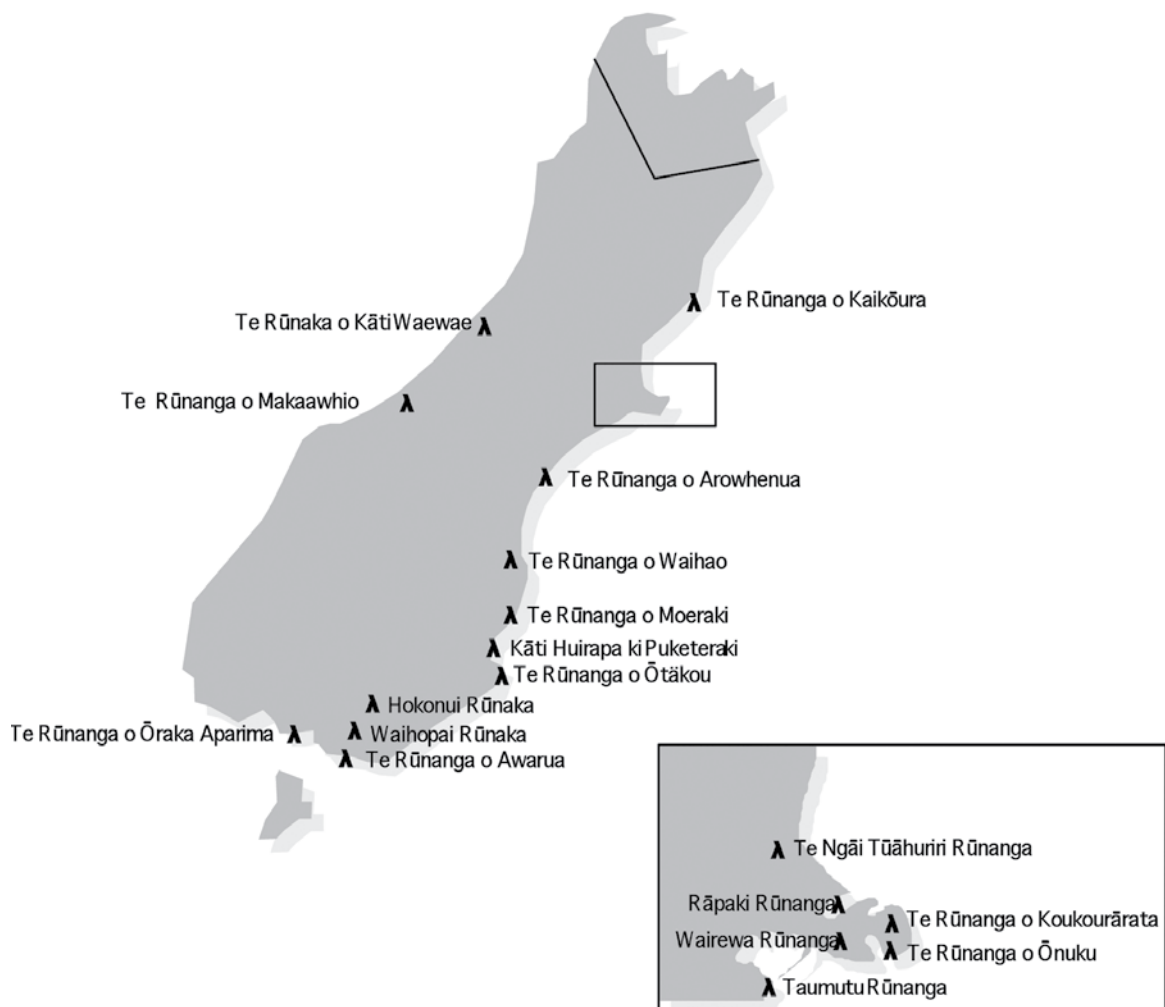 Te Rūnanga o Kaikōura
Te Rūnaka o Kāti Waewae
Te Rūnanga o Makaawhio
Te Rūnanga o Arowhenua
Te Rūnanga o Waihao
Te Rūnanga o Moeraki
Kāti Huirapa ki Puketeraki
Te Rūnanga o Ōtäkou
Hokonui Rūnaka
Te Rūnanga o Ōraka Aparima
Waihopai Rūnaka
Te Rūnanga o Awarua
Te Ngāi Tūāhuriri Rūnanga
Rāpaki Rūnanga
Te Rūnanga o Koukourārata
Wairewa Rūnanga
Te Rūnanga o Ōnuku
Taumutu Rūnanga